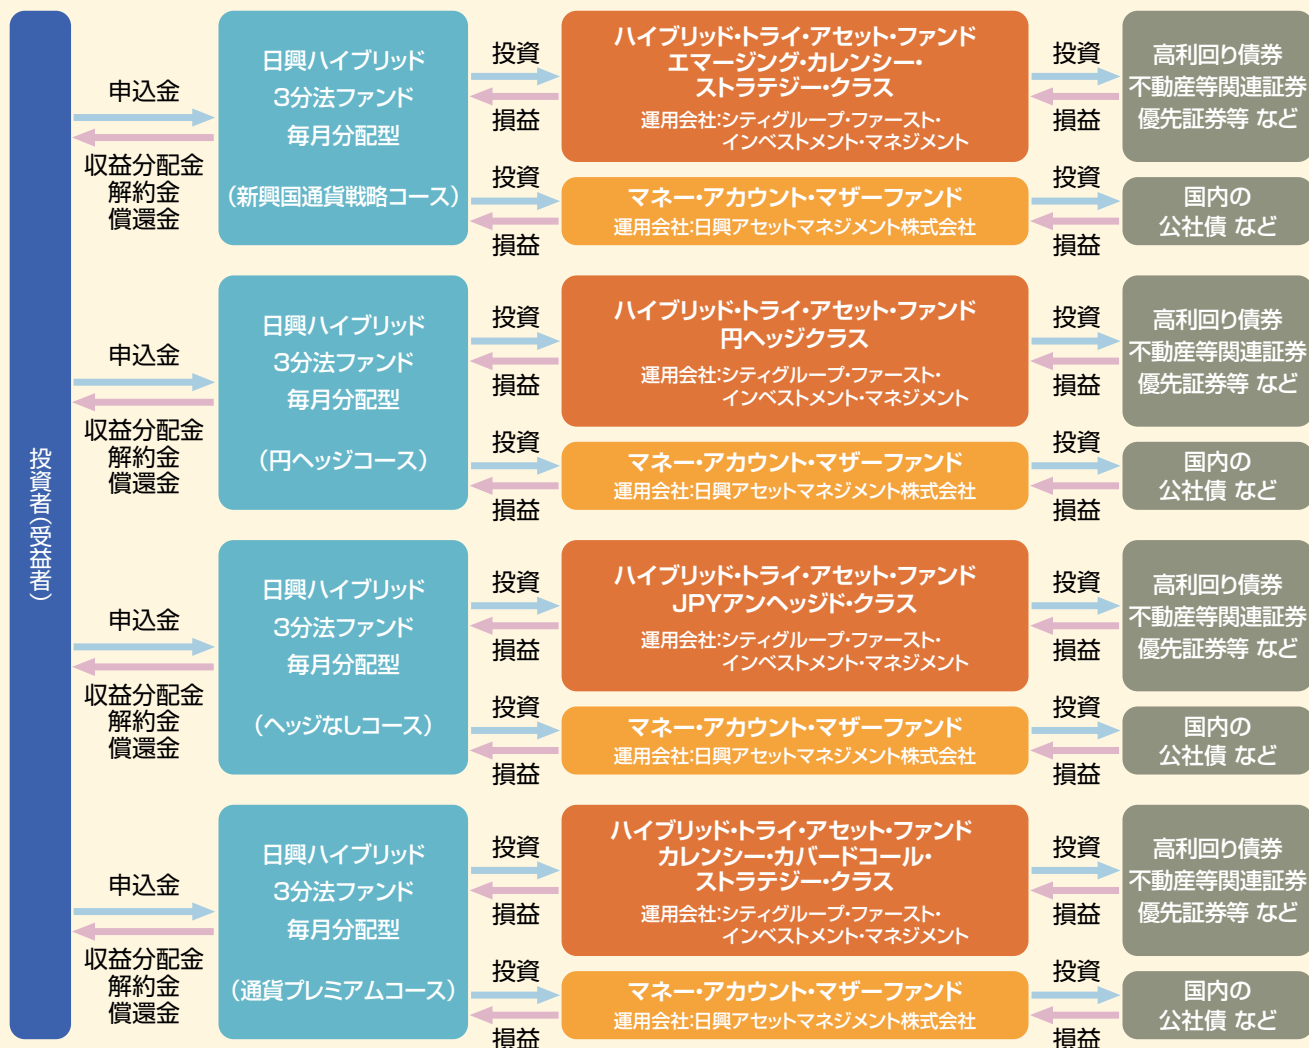 投資者（受益者）
申込金
収益分配金
解約金
償還金
日興ハイブリッド
3分法ファンド
毎月分配型
（新興国通貨戦略コース）
投資
損益
ハイブリッド・トライ・アセット・ファンド
エマージング・カレンシー・
ストラテジー・クラス
運用会社:シティグループ・ファースト・
インベストメント・マネジメント
投資
損益
高利回り債券
不動産等関連証券
優先証券等 など
投資
損益
マネー・アカウント・マザーファンド
運用会社:日興アセットマネジメント株式会社
投資
損益
国内の
公社債 など
申込金
収益分配金
解約金
償還金
日興ハイブリッド
3分法ファンド
毎月分配型
（円ヘッジコース）
投資
損益
ハイブリッド・トライ・アセット・ファンド
円ヘッジクラス
運用会社:シティグループ・ファースト・
インベストメント・マネジメント
投資
損益
高利回り債券
不動産等関連証券
優先証券等 など
投資
損益
マネー・アカウント・マザーファンド
運用会社:日興アセットマネジメント株式会社
投資
損益
国内の
公社債 など
申込金
収益分配金
解約金
償還金
日興ハイブリッド
3分法ファンド
毎月分配型
（ヘッジなしコース）
投資
損益
ハイブリッド・トライ・アセット・ファンド
JPYアンヘッジド・クラス
運用会社:シティグループ・ファースト・
インベストメント・マネジメント
投資
損益
高利回り債券
不動産等関連証券
優先証券等 など
投資
損益
マネー・アカウント・マザーファンド
運用会社:日興アセットマネジメント株式会社
投資
損益
国内の
公社債 など
申込金
収益分配金
解約金
償還金
日興ハイブリッド
3分法ファンド
毎月分配型
（通貨プレミアムコース）
投資
損益
ハイブリッド・トライ・アセット・ファンド
カレンシー・カバードコール・
ストラテジー・クラス
運用会社:シティグループ・ファースト・
インベストメント・マネジメント
投資
損益
高利回り債券
不動産等関連証券
優先証券等 など
投資
損益
マネー・アカウント・マザーファンド
運用会社:日興アセットマネジメント株式会社
投資
損益
国内の
公社債 など